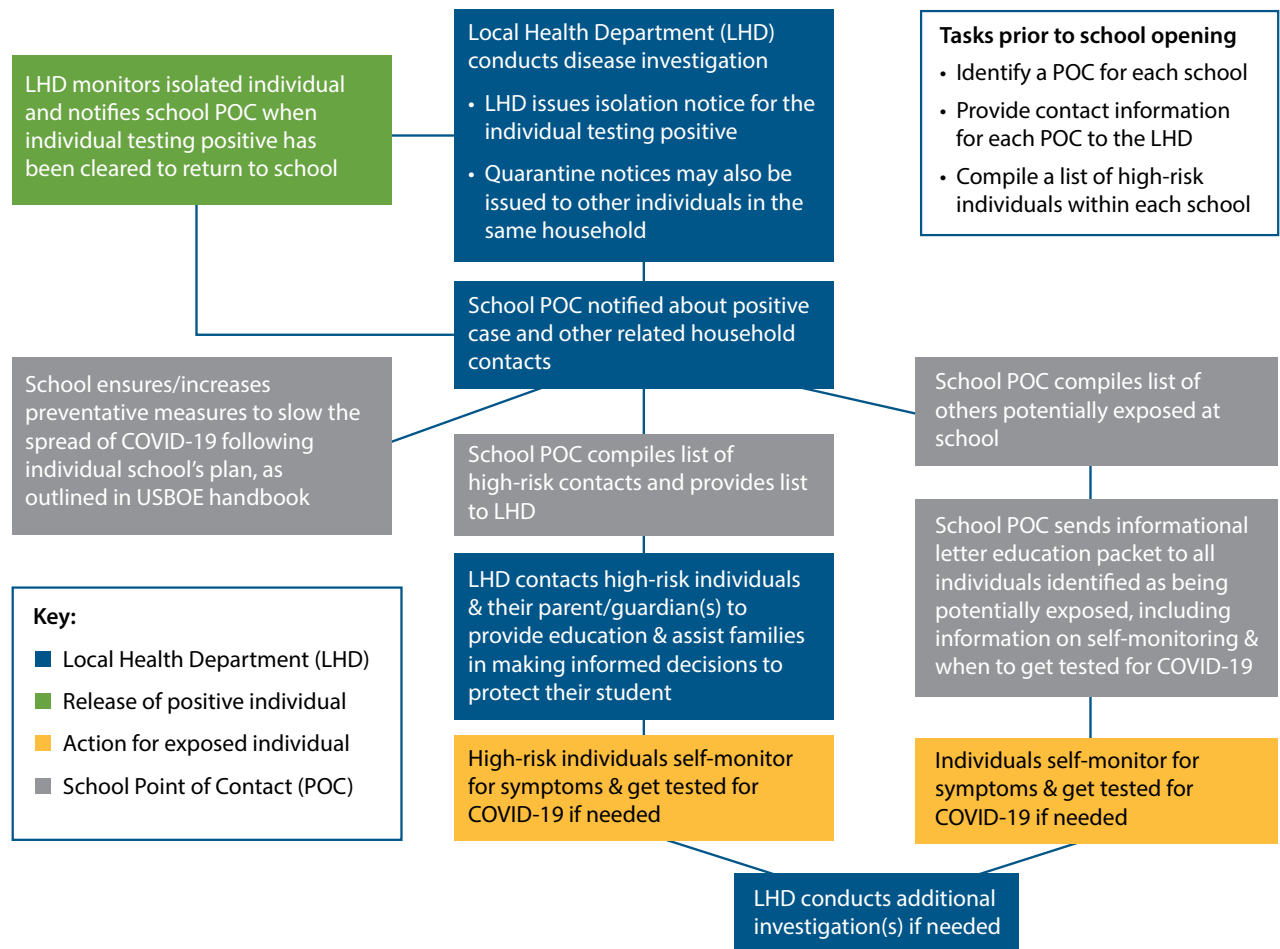 Local Health Department (LHD)
conducts disease investigation
• LHD issues isolation notice for the
individual testing positive
• Quarantine notices may also be
issued to other individuals in the
same household
Tasks prior to school opening
• Identify a POC for each school
• Provide contact information
for each POC to the LHD
• Compile a list of high-risk
individuals within each school
LHD monitors isolated individual
and notifies school POC when
individual testing positive has
been cleared to return to school
School POC notified about positive
case and other related household
contacts
School ensures/increases
preventative measures to slow the
spread of COVID-19 following
individual school's plan, as
outlined in USBOE handbook
School POC compiles list of
high-risk contacts and provides list
to LHD
School POC compiles list of
others potentially exposed at
school
LHD contacts high-risk individuals
& their parent/guardian(s) to
provide education & assist families
in making informed decisions to
protect their student
School POC sends informational
letter education packet to all
individuals identified as being
potentially exposed, including
information on self-monitoring &
when to get tested for COVID-19
Key:
Local Health Department (LHD)
Release of positive individual
Action for exposed individual
School Point of Contact (POC)
High-risk individuals self-monitor
for symptoms & get tested for
COVID-19 if needed
Individuals self-monitor for
symptoms & get tested for
COVID-19 if needed
LHD conducts additional
investigation(s) if needed